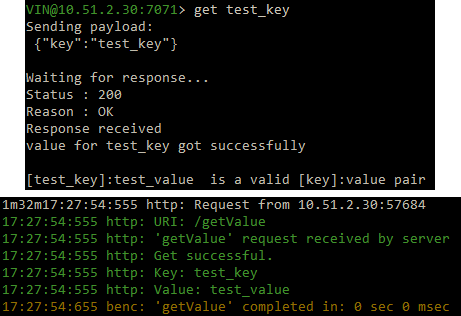 VIN@10.51.2.30:7071> get test_key
Sending payload:
{"key":"test_key"}
Waiting for response...
Status : 200
Reason : OK
Response received
value for test_key got successfully
[test_key]:test_value  is a valid [key]:value pair
1m32m17:27:54:555 http: Request from 10.51.2.30:57684
17:27:54:555 http: URI: /getValue
17:27:54:555 http: 'getValue' request received by server
17:27:54:555 http: Get successful.
17:27:54:555 http: Key: test_key
17:27:54:555 http: Value: test_value
17:27:54:655 benc: 'getValue' completed in: 0 sec 0 msec